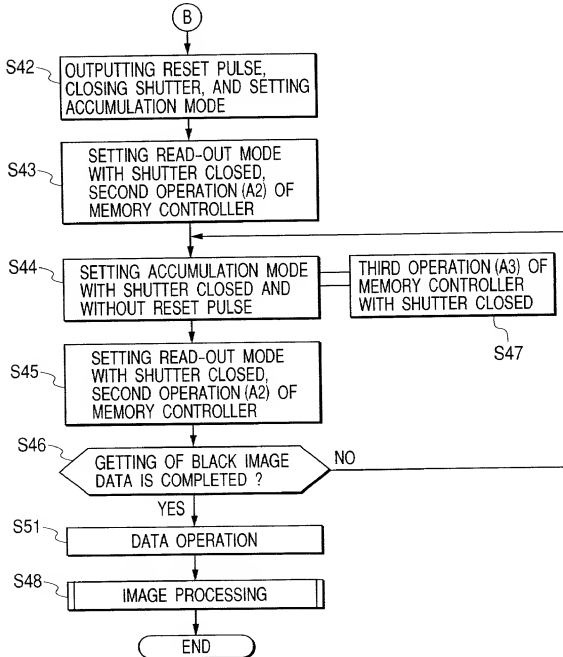 B
S42
OUTPUTTING RESET PULSE,
CLOSING SHUTTER, AND SETTING
ACCUMULATION MODE
S43
SETTING READ-OUT MODE
WITH SHUTTER CLOSED,
SECOND OPERATION (A2) OF
MEMORY CONTROLLER
S44
SETTING ACCUMULATION MODE
WITH SHUTTER CLOSED AND
WITHOUT RESET PULSE
THIRD OPERATION (A3) OF
MEMORY CONTROLLER
WITH SHUTTER CLOSED
S47
S45
SETTING READ-OUT MODE
WITH SHUTTER CLOSED,
SECOND OPERATION (A2) OF
MEMORY CONTROLLER
S46
GETTING OF BLACK IMAGE
DATA IS COMPLETED ?
NO
YES
S51
DATA OPERATION
S48
IMAGE PROCESSING
END